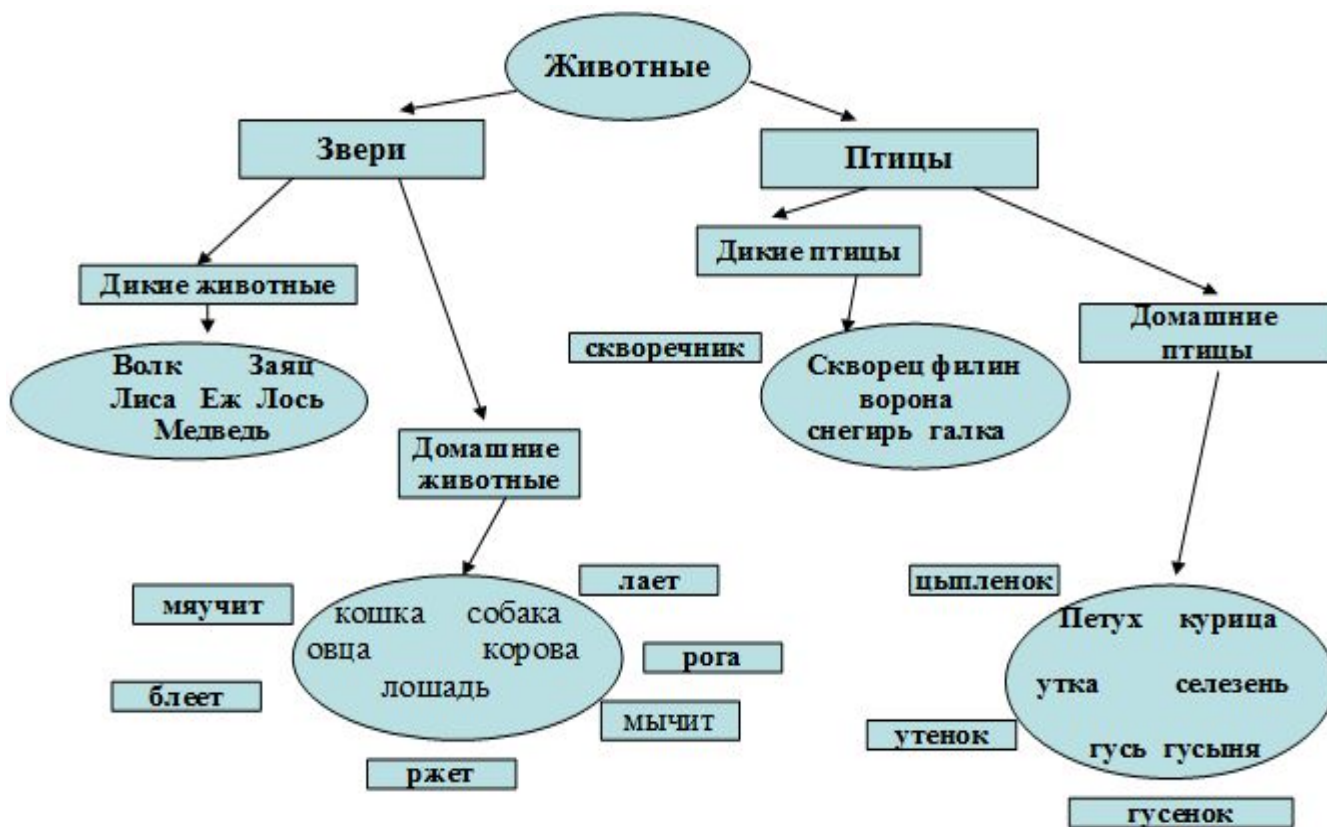 Животные
Звери
Птицы
Дикие животные
Дикие птицы
Домашние
птицы
скворечник
Волк Заяц
Лиса Еж Лось
Медведь
Скворец филин
ворона
снегирь галка
Домашние
животные
мяучит
лает
кошка собака
овца корова
лошадь
рога
блеет
мычит
ржет
цыпленок
Петух курица
утка селезень
утенок
гусь гусыня
гусенок